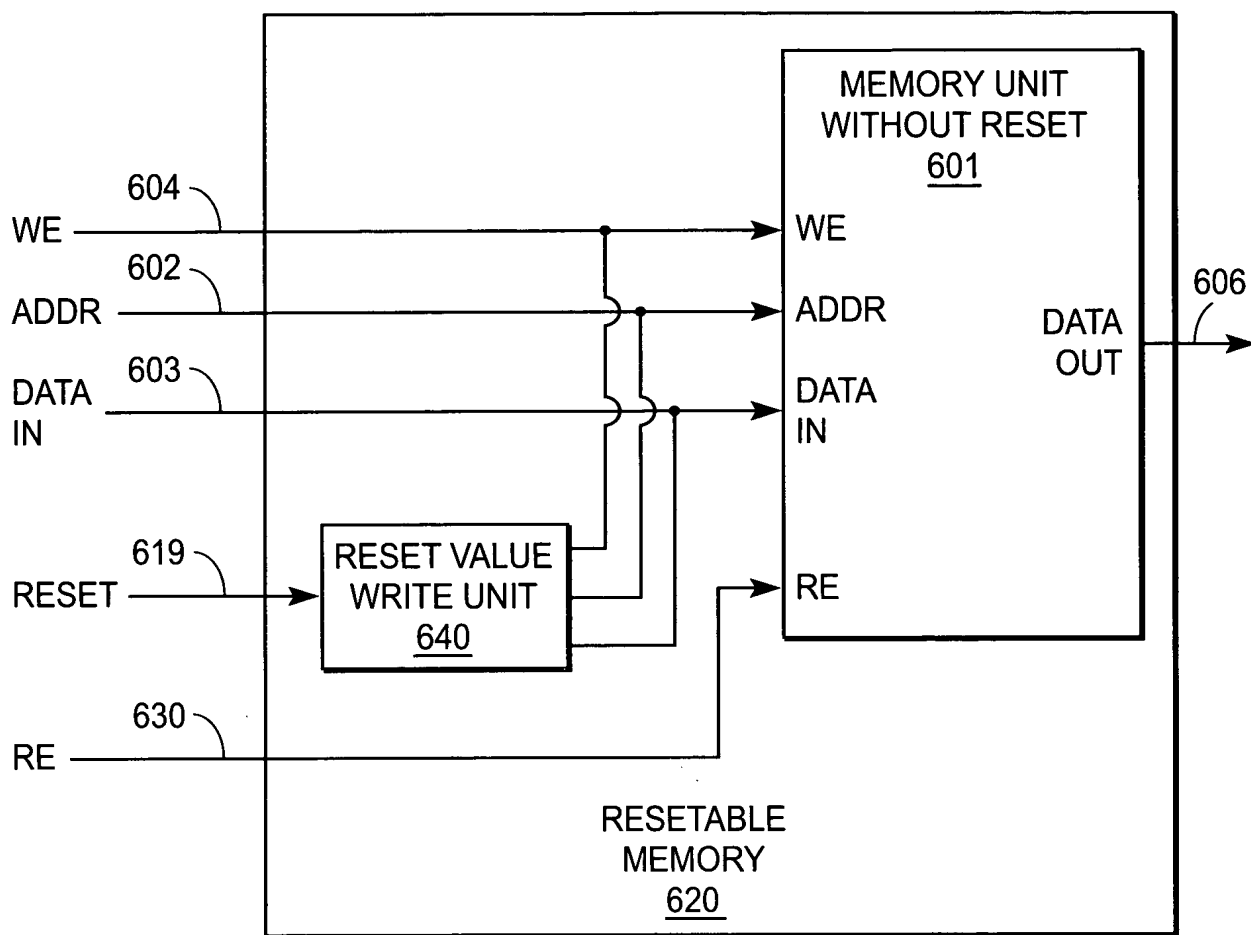 MEMORY UNIT
WITHOUT RESET
601
604
WE
WE
602
ADDR
ADDR
606
DATA
OUT
603
DATA
IN
DATA
IN
619
RESET
RESET VALUE
WRITE UNIT
640
RE
630
RE
RESETABLE
MEMORY
620